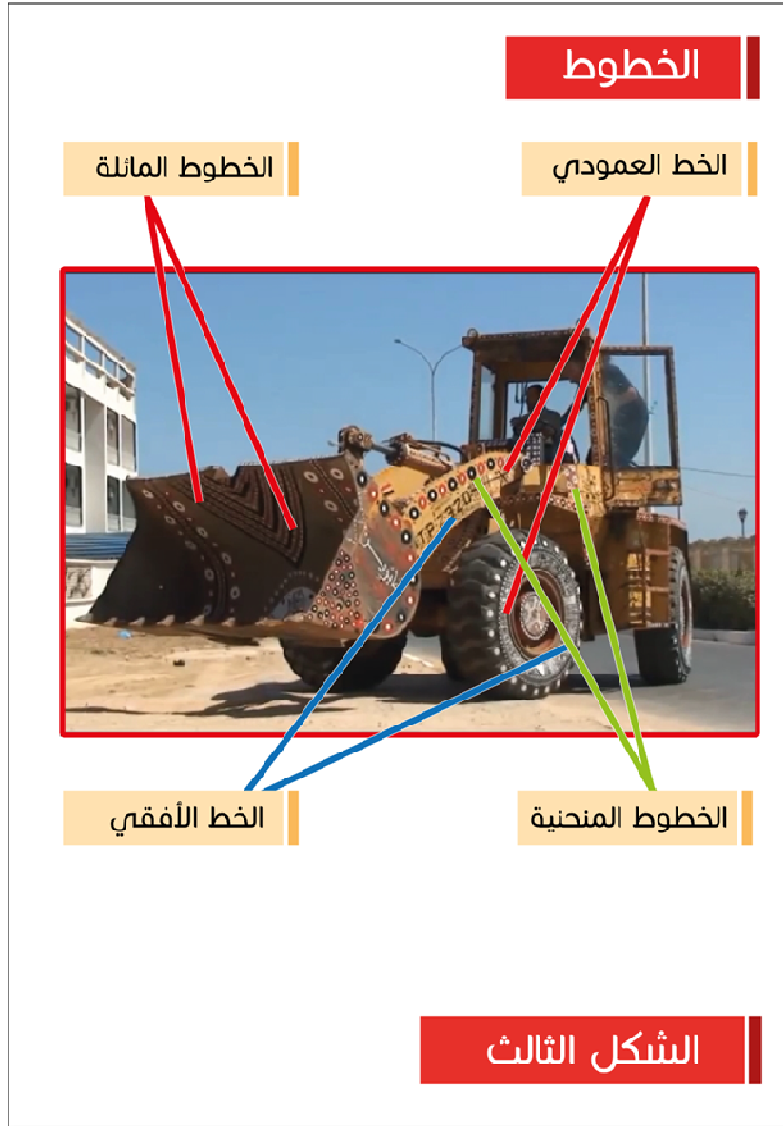 الخطوط
الخط العمودي
الخطوط المائلة
الخطوط المنحنية
الخط الأفقي
الشكل الثالث